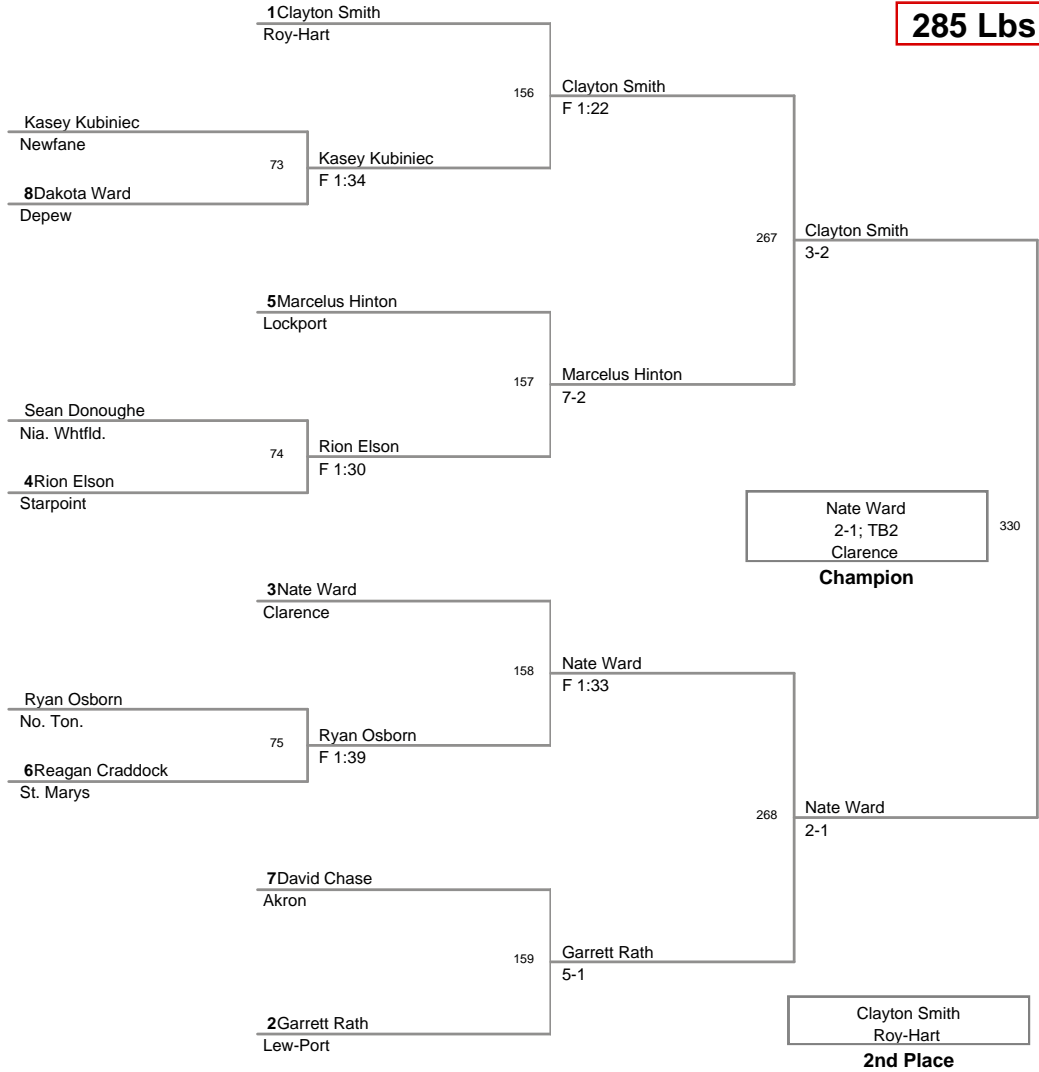 1Clayton Smith
Roy-Hart
285 Lbs
156
Clayton Smith
F 1:22
Kasey Kubiniec
Newfane
73
Kasey Kubiniec
F 1:34
8Dakota Ward
Depew
267
Clayton Smith
3-2
5Marcelus Hinton
Lockport
157
Marcelus Hinton
7-2
Sean Donoughe
Nia. Whtfld.
74
Rion Elson
F 1:30
4Rion Elson
Starpoint
Nate Ward
2-1; TB2
Clarence
330
Champion
3Nate Ward
Clarence
158
Nate Ward
F 1:33
Ryan Osborn
No. Ton.
75
Ryan Osborn
F 1:39
6Reagan Craddock
St. Marys
268
Nate Ward
2-1
7David Chase
Akron
159
Garrett Rath
5-1
2Garrett Rath
Lew-Port
Clayton Smith
Roy-Hart
2nd Place